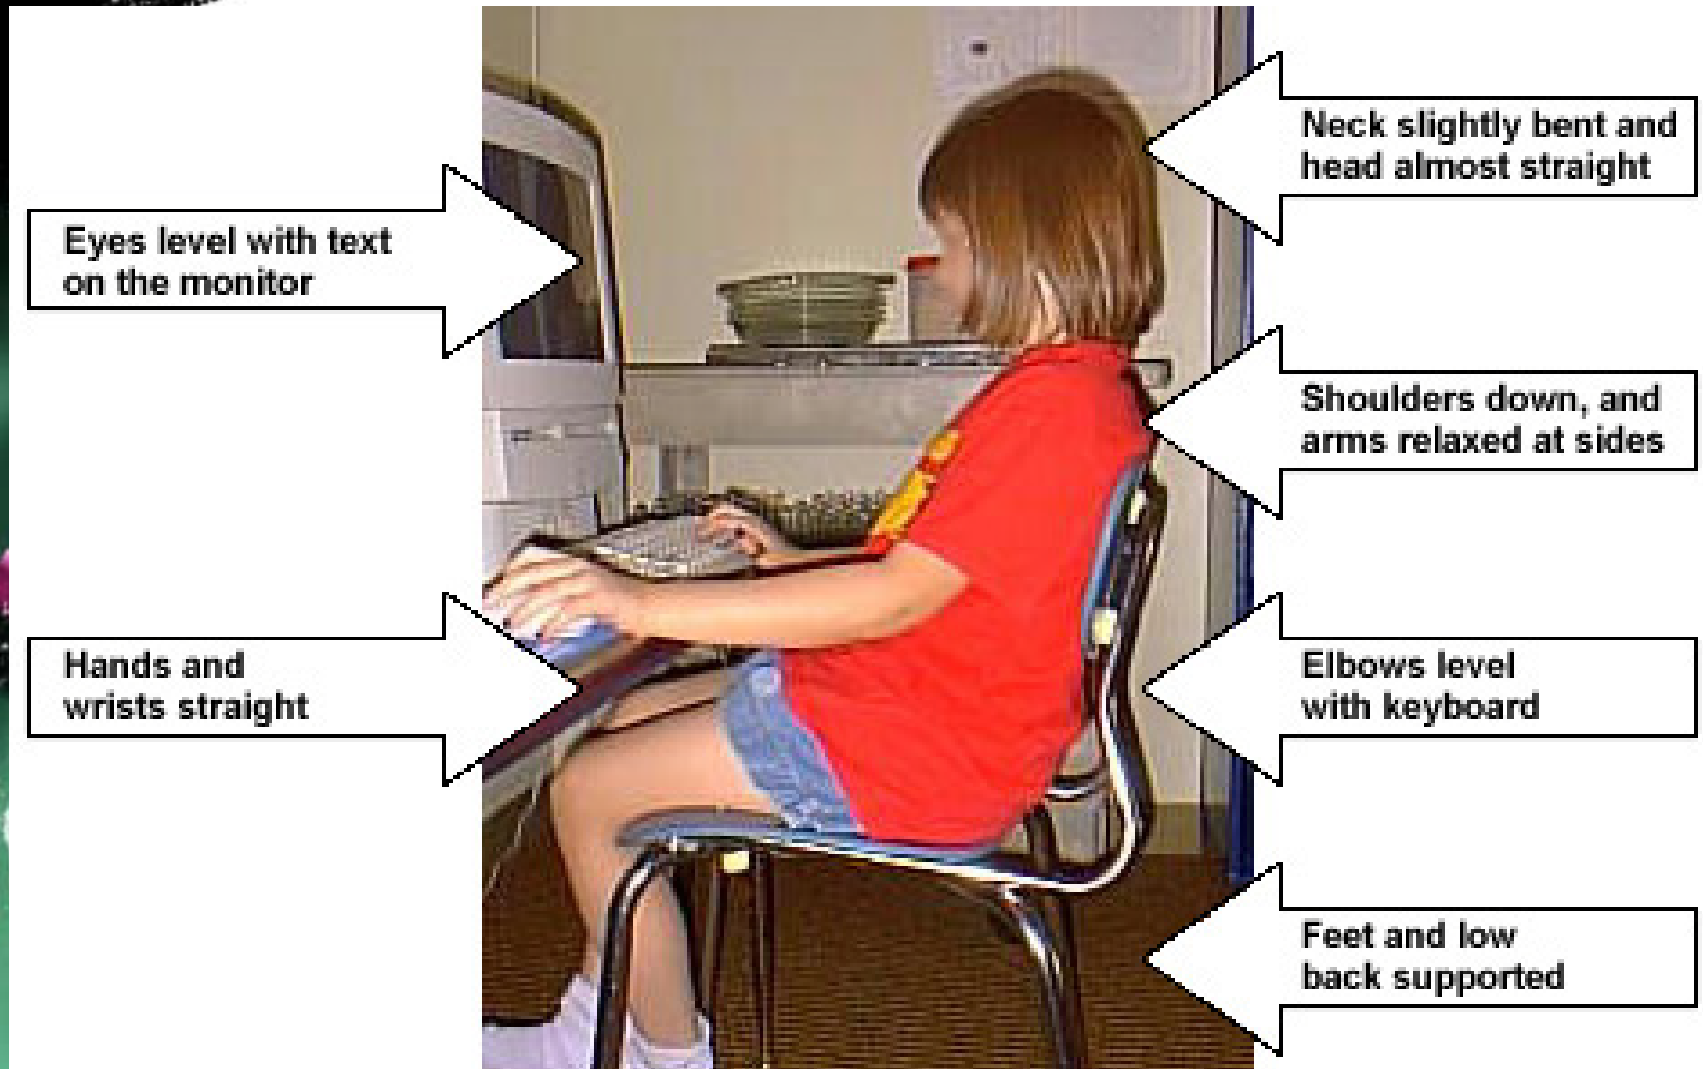 Neck slightly bent and
head almost straight
Eyes level with text
on the monitor
Shoulders down, and
arms relaxed at sides
Hands and
wrists straight
Elbows level
with keyboard
Feet and low
back supported